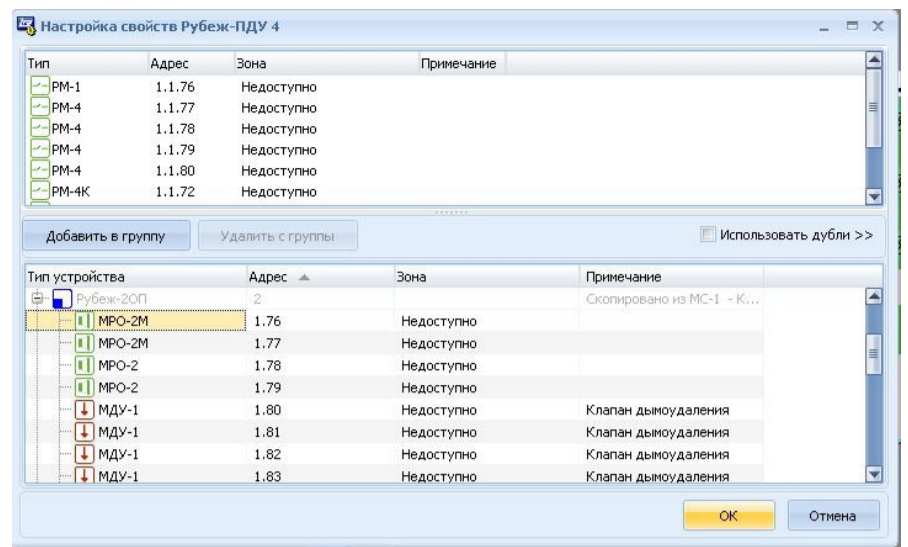 Настройка свойств Рубеж-ПДУ 4
Тип Адрес Зона Примечание
РМ-1 1.1.76 Недоступно
РМ-4 1.1.77 Недоступно
РМ-4 1.1.78 Недоступно
РМ-4 1.1.79 Недоступно
РМ-4 1.1.80 Недоступно
РМ-4К 1.1.72 Недоступно
Добавить в группу Удалить с группы Использовать дубли >>
Тип устройства Адрес Зона Примечание
Рубеж-2ОП 2 Скопировано из МС-1 - К...
МРО-2М 1.76 Недоступно
МРО-2М 1.77 Недоступно
МРО-2 1.78 Недоступно
МРО-2 1.79 Недоступно
МДУ-1 1.80 Недоступно Клапан дымоудаления
МДУ-1 1.81 Недоступно Клапан дымоудаления
МДУ-1 1.82 Недоступно Клапан дымоудаления
МДУ-1 1.83 Недоступно Клапан дымоудаления
ОК Отмена